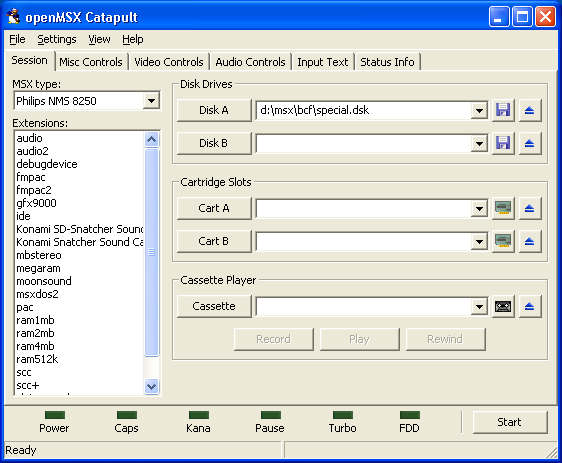 openMSX Catapult
File Settings View Help
Session Misc Controls Video Controls Audio Controls Input Text Status Info
MSX type:
Philips NMS 8250
Extensions:
audio
audio2
debugdevice
fmpac
fmpac2
gfx9000
ide
Konami SD-Snatcher Sound
Konami Snatcher Sound Ca
mbstereo
megaram
moonsound
msxdos2
pac
ram1mb
ram2mb
ram4mb
ram512k
scc
scc+
Disk Drives
Disk A d:\msx\bcf\special.dsk
Disk B
Cartridge Slots
Cart A
Cart B
Cassette Player
Cassette
Record Play Rewind
Power Caps Kana Pause Turbo FDD Start
Ready